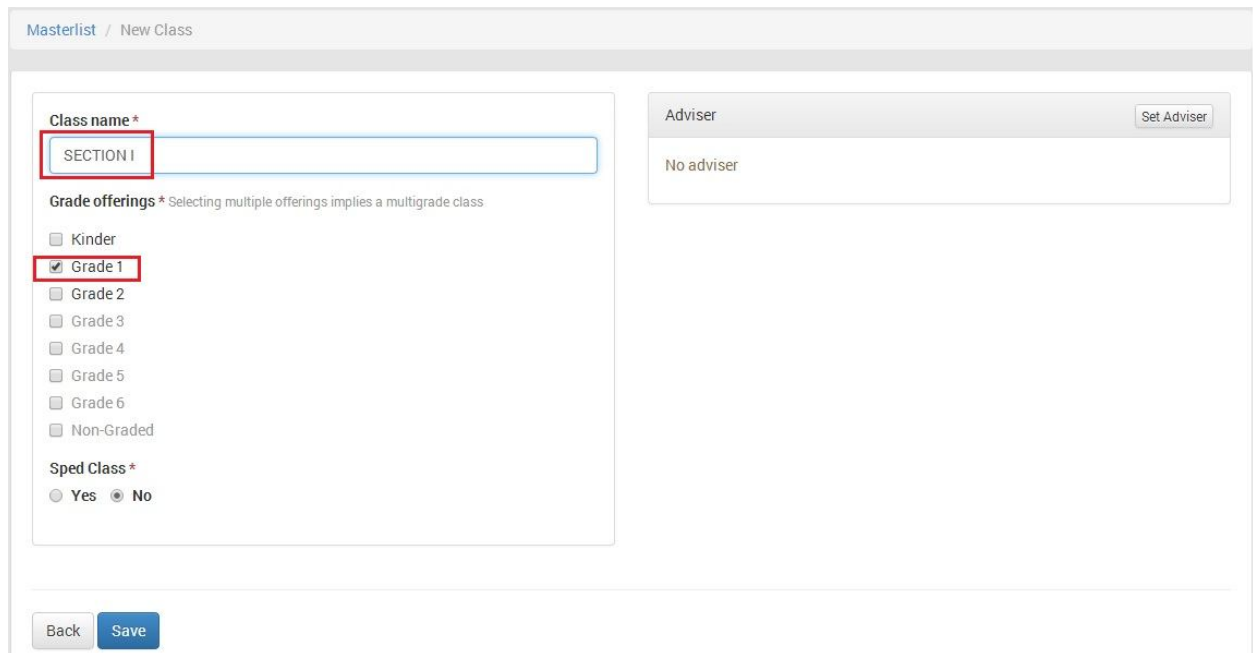 Masterlist / New Class
Class name *
SECTION I
Grade offerings * Selecting multiple offerings implies a multigrade class
Kinder
Grade 1
Grade 2
Grade 3
Grade 4
Grade 5
Grade 6
Non-Graded
Sped Class *
Yes No
Adviser Set Adviser
No adviser
Back Save